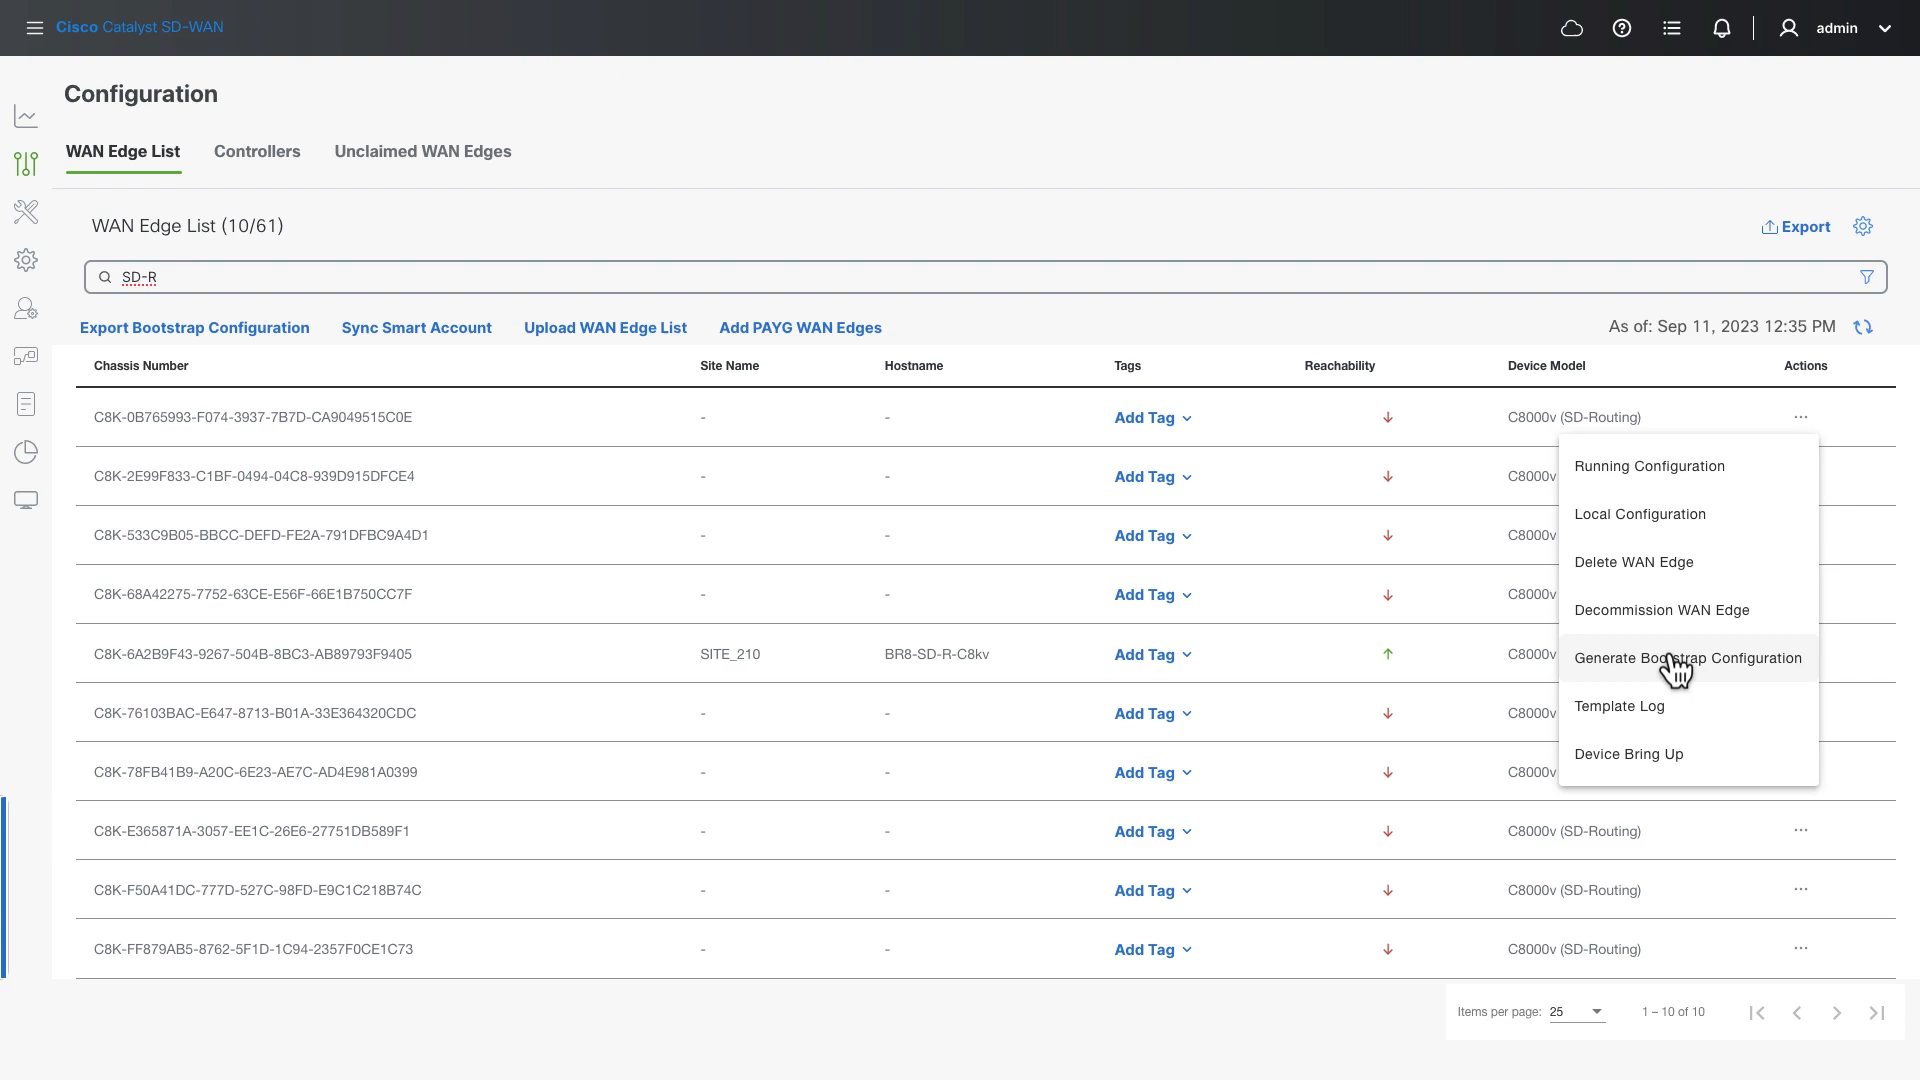 Cisco Catalyst SD-WAN
admin
Configuration
WAN Edge List Controllers Unclaimed WAN Edges
WAN Edge List (10/61)
Export
SD-R
Export Bootstrap Configuration Sync Smart Account Upload WAN Edge List Add PAYG WAN Edges As of: Sep 11, 2023 12:35 PM
Chassis Number Site Name Hostname Tags Reachability Device Model Actions
C8K-0B765993-F074-3937-7B7D-CA9049515C0E - - Add Tag C8000v (SD-Routing) ...
C8K-2E99F833-C1BF-0494-04C8-939D915DFCE4 - - Add Tag C8000v
C8K-533C9B05-BBCC-DEFD-FE2A-791DFBC9A4D1 - - Add Tag C8000v
C8K-68A42275-7752-63CE-E56F-66E1B750CC7F - - Add Tag C8000v
C8K-6A2B9F43-9267-504B-8BC3-AB89793F9405 SITE_210 BR8-SD-R-C8kv Add Tag C8000v
C8K-76103BAC-E647-8713-B01A-33E364320CDC - - Add Tag C8000v
C8K-78FB41B9-A20C-6E23-AE7C-AD4E981A0399 - - Add Tag C8000v
C8K-E365871A-3057-EE1C-26E6-27751DB589F1 - - Add Tag C8000v (SD-Routing) ...
C8K-F50A41DC-777D-527C-98FD-E9C1C218B74C - - Add Tag C8000v (SD-Routing) ...
C8K-FF879AB5-8762-5F1D-1C94-2357F0CE1C73 - - Add Tag C8000v (SD-Routing) ...
Running Configuration
Local Configuration
Delete WAN Edge
Decommission WAN Edge
Generate Bootstrap Configuration
Template Log
Device Bring Up
Items per page: 25 1 – 10 of 10